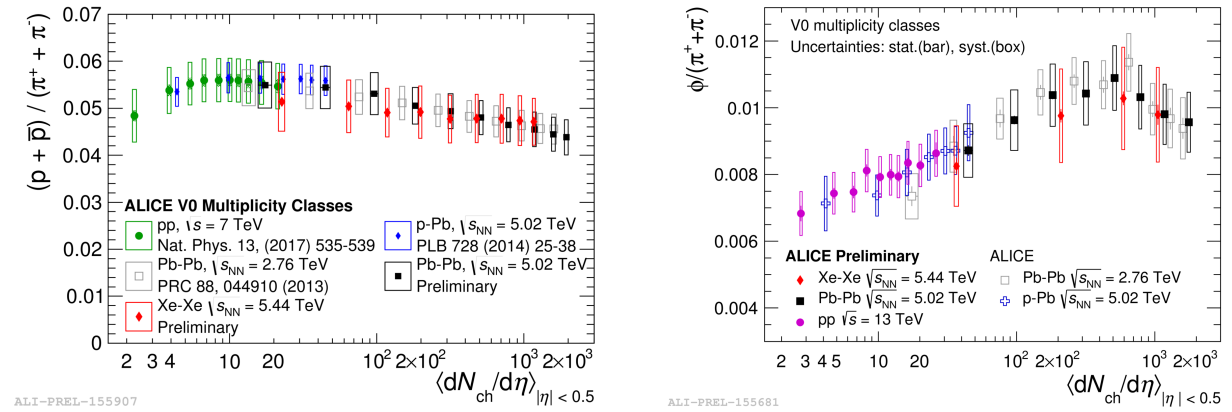 (p + p̅) / (π⁺ + π⁻)
0.07
0.06
0.05
0.04
0.03
0.02
0.01
0
ALICE V0 Multiplicity Classes
pp, √s = 7 TeV
Nat. Phys. 13, (2017) 535-539
Pb-Pb, √sNN = 2.76 TeV
PRC 88, 044910 (2013)
Xe-Xe √sNN = 5.44 TeV
Preliminary
p-Pb, √sNN = 5.02 TeV
PLB 728 (2014) 25-38
Pb-Pb, √sNN = 5.02 TeV
Preliminary
2 3 4 10 20 10² 2×10² 10³ 2×10³
⟨dNch/dη⟩|η| < 0.5
ALI-PREL-155907
ϕ/(π⁺+π⁻)
0.012
0.01
0.008
0.006
0.004
V0 multiplicity classes
Uncertainties: stat.(bar), syst.(box)
ALICE Preliminary
Xe-Xe √sNN = 5.44 TeV
Pb-Pb √sNN = 5.02 TeV
pp √s = 13 TeV
ALICE
Pb-Pb √sNN = 2.76 TeV
p-Pb √sNN = 5.02 TeV
2 3 4 5 10 20 10² 2×10² 10³ 2×10³
⟨dNch/dη⟩|η| < 0.5
ALI-PREL-155681